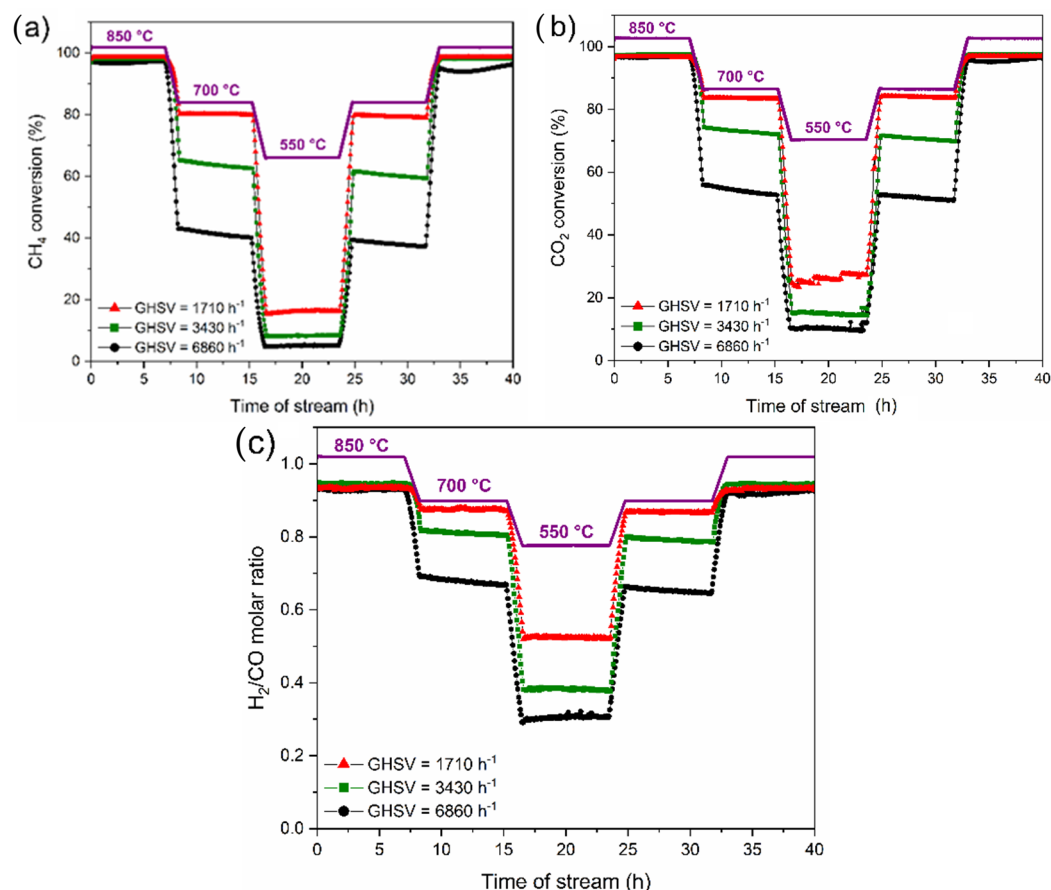 (a)
850 °C
700 °C
550 °C
CH₄ conversion (%)
100
80
60
40
20
0
GHSV = 1710 h⁻¹
GHSV = 3430 h⁻¹
GHSV = 6860 h⁻¹
0 5 10 15 20 25 30 35 40
Time of stream (h)
(b)
850 °C
700 °C
550 °C
CO₂ conversion (%)
100
80
60
40
20
0
GHSV = 1710 h⁻¹
GHSV = 3430 h⁻¹
GHSV = 6860 h⁻¹
0 5 10 15 20 25 30 35 40
Time of stream (h)
(c)
850 °C
700 °C
550 °C
H₂/CO molar ratio
1.0
0.8
0.6
0.4
0.2
0.0
GHSV = 1710 h⁻¹
GHSV = 3430 h⁻¹
GHSV = 6860 h⁻¹
0 5 10 15 20 25 30 35 40
Time of stream (h)